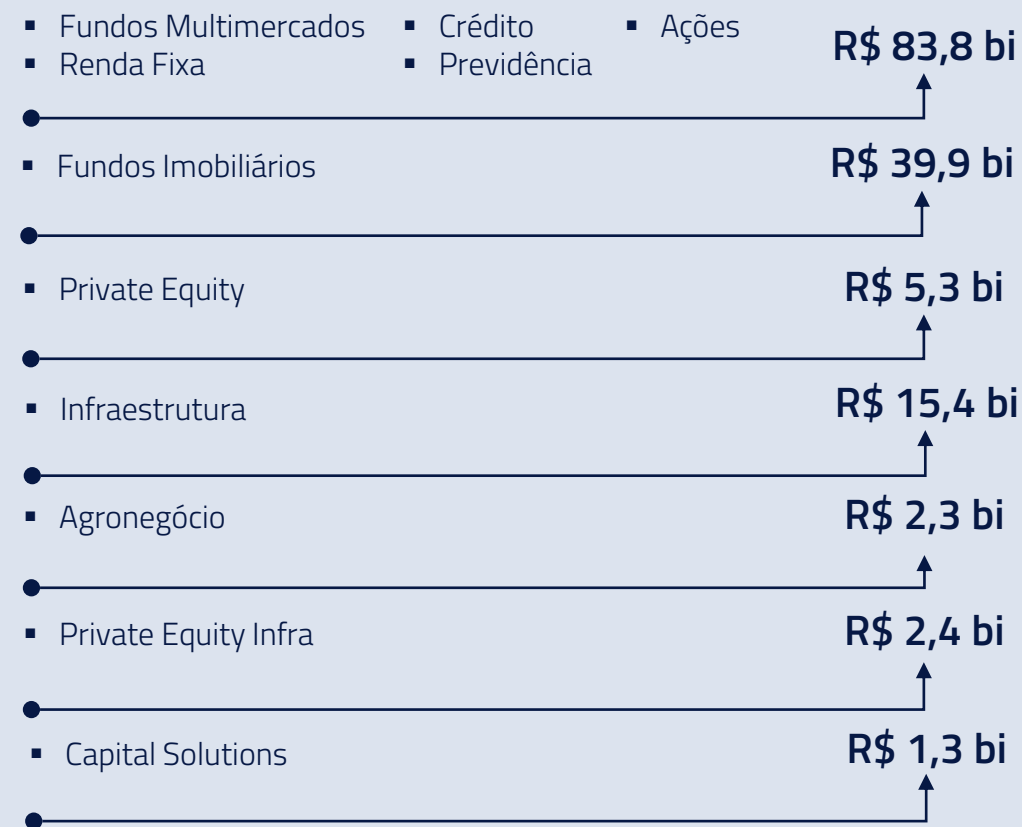 ▪ Fundos Multimercados ▪ Crédito ▪ Ações
▪ Renda Fixa ▪ Previdência
R$ 83,8 bi
▪ Fundos Imobiliários R$ 39,9 bi
▪ Private Equity R$ 5,3 bi
▪ Infraestrutura R$ 15,4 bi
▪ Agronegócio R$ 2,3 bi
▪ Private Equity Infra R$ 2,4 bi
▪ Capital Solutions R$ 1,3 bi